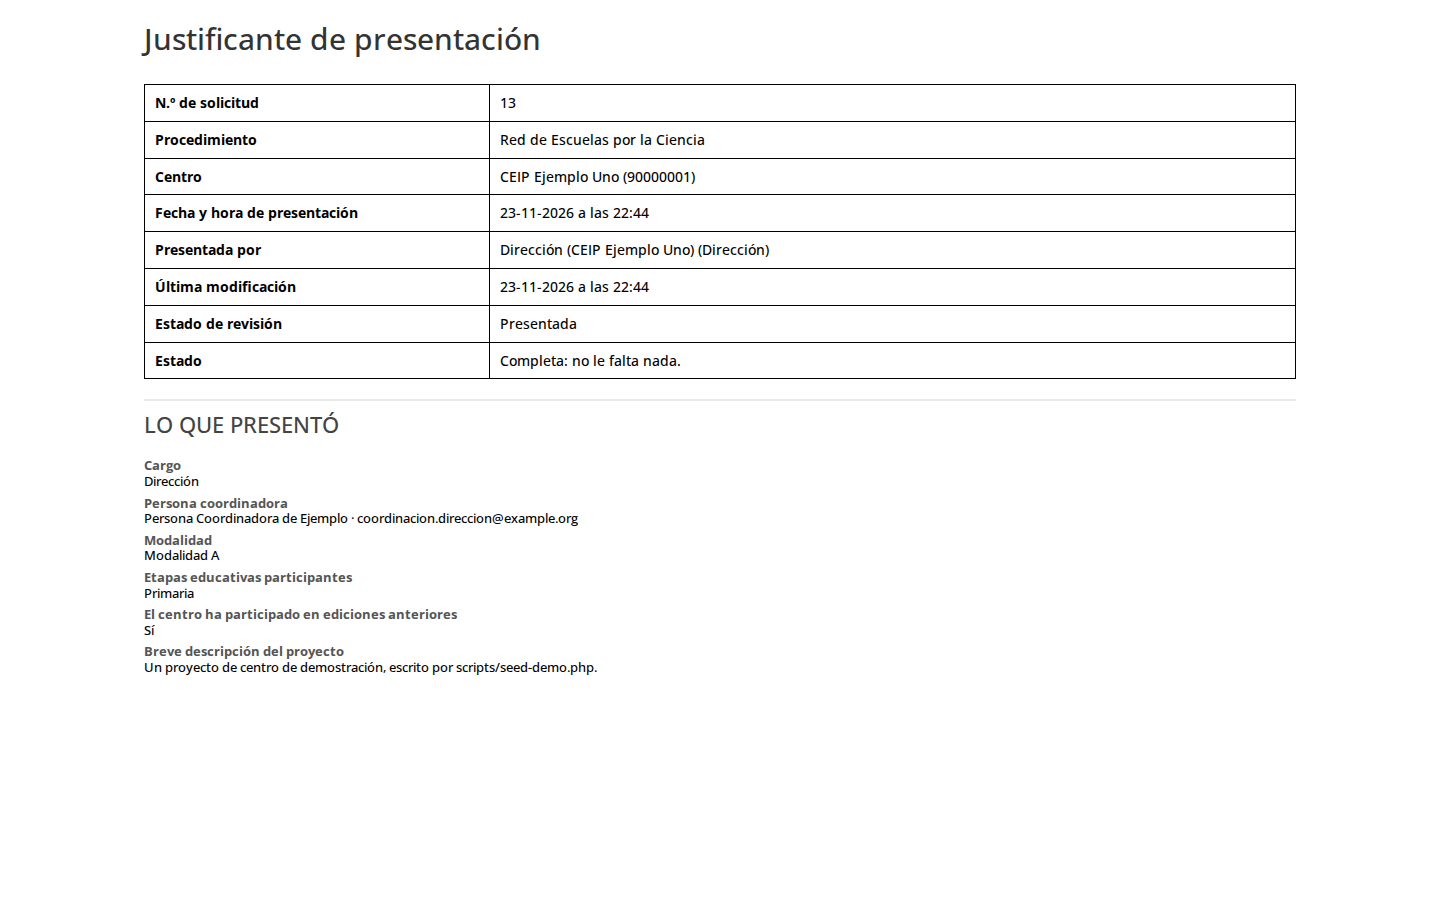 Justificante de presentación
N.º de solicitud 13
Procedimiento Red de Escuelas por la Ciencia
Centro CEIP Ejemplo Uno (90000001)
Fecha y hora de presentación 23-11-2026 a las 22:44
Presentada por Dirección (CEIP Ejemplo Uno) (Dirección)
Última modificación 23-11-2026 a las 22:44
Estado de revisión Presentada
Estado Completa: no le falta nada.
LO QUE PRESENTÓ
Cargo
Dirección
Persona coordinadora
Persona Coordinadora de Ejemplo · coordinacion.direccion@example.org
Modalidad
Modalidad A
Etapas educativas participantes
Primaria
El centro ha participado en ediciones anteriores
Sí
Breve descripción del proyecto
Un proyecto de centro de demostración, escrito por scripts/seed-demo.php.